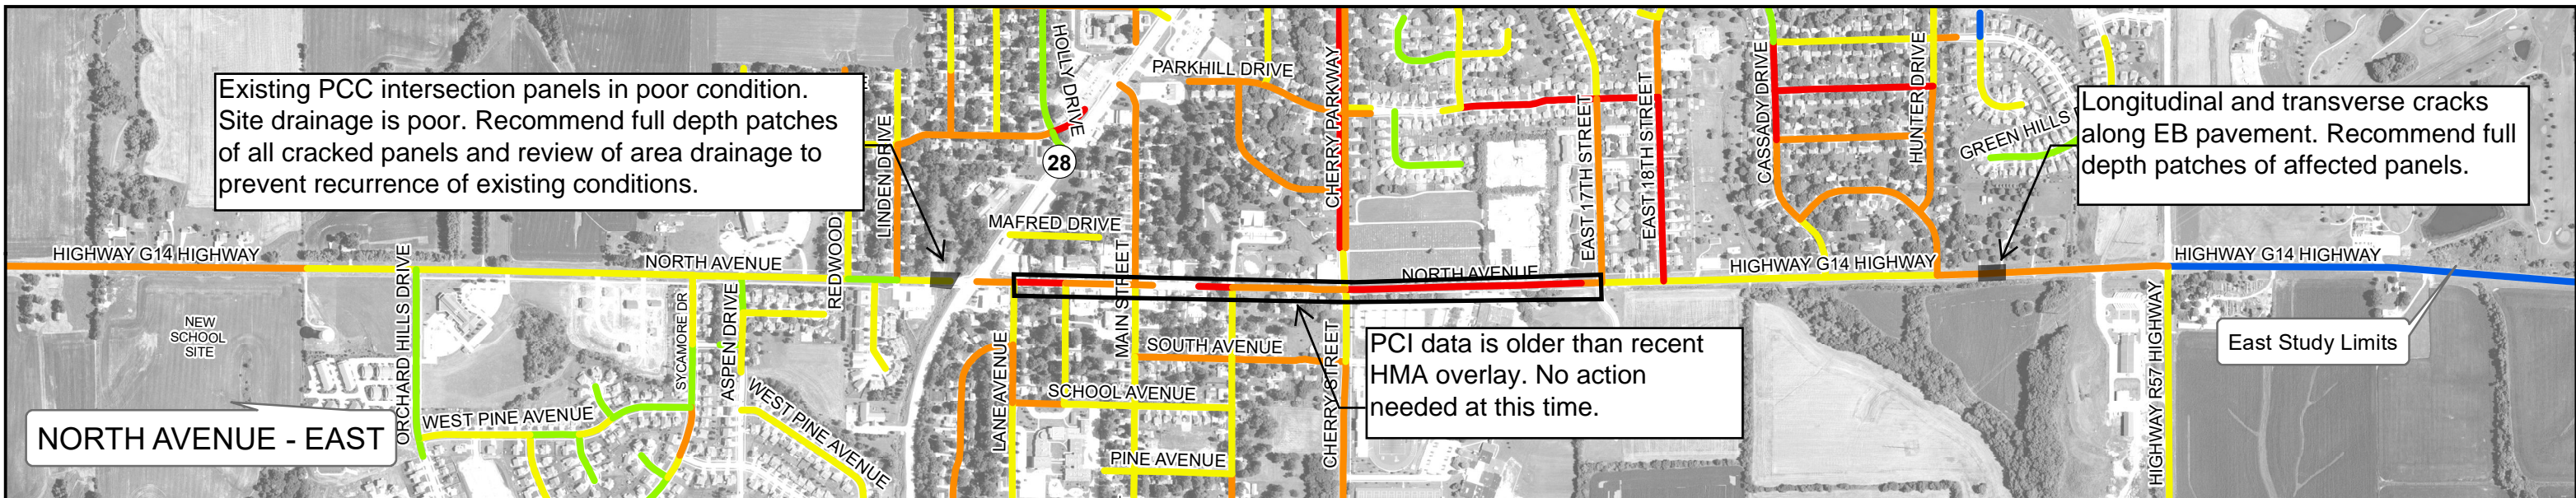 HOLLY DRIVE
PARKHILL DRIVE
CHERRY PARKWAY
Existing PCC intersection panels in poor condition.
Site drainage is poor. Recommend full depth patches
of all cracked panels and review of area drainage to
prevent recurrence of existing conditions.
LINDEN DRIVE
28
EAST 17TH STREET
EAST 18TH STREET
CASSADY DRIVE
HUNTER DRIVE
GREEN HILLS
Longitudinal and transverse cracks
along EB pavement. Recommend full
depth patches of affected panels.
MAFRED DRIVE
HIGHWAY G14 HIGHWAY
ORCHARD HILLS DRIVE
NORTH AVENUE
REDWOOD
MAIN STREET
NORTH AVENUE
HIGHWAY G14 HIGHWAY
HIGHWAY G14 HIGHWAY
NEW
SCHOOL
SITE
SYCAMORE DR
ASPEN DRIVE
LANE AVENUE
SOUTH AVENUE
CHERRY STREET
PCI data is older than recent
HMA overlay. No action
needed at this time.
HIGHWAY R57 HIGHWAY
East Study Limits
NORTH AVENUE - EAST
WEST PINE AVENUE
WEST PINE AVENUE
SCHOOL AVENUE
PINE AVENUE